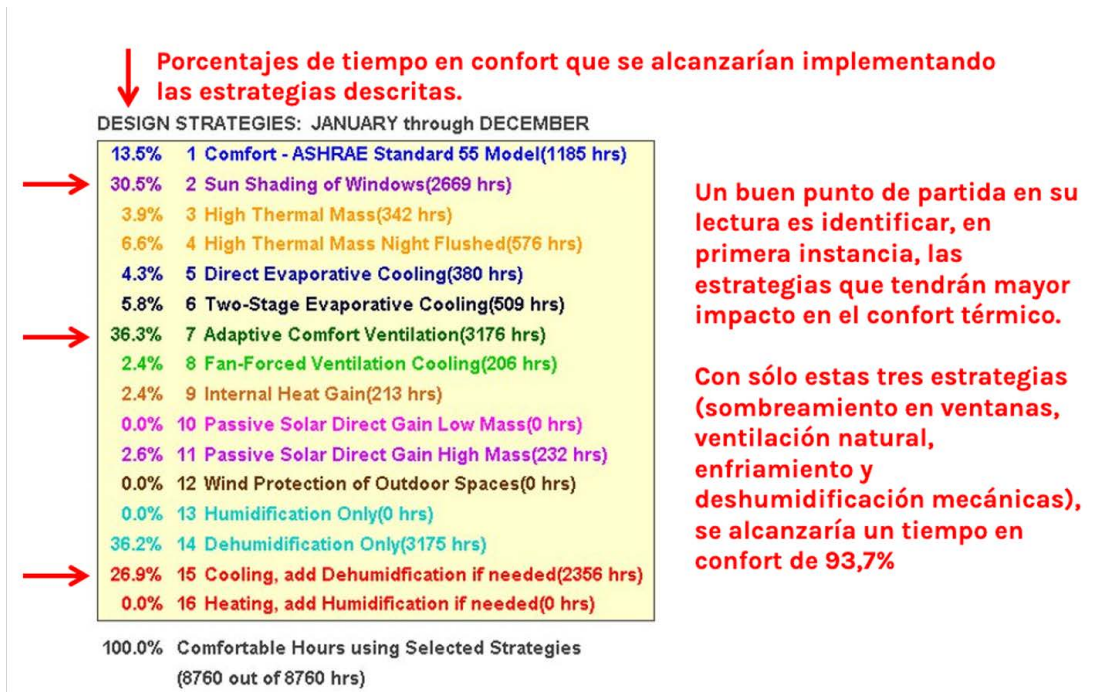 Porcentajes de tiempo en confort que se alcanzarían implementando
las estrategias descritas.
DESIGN STRATEGIES: JANUARY through DECEMBER
13.5% 1 Comfort - ASHRAE Standard 55 Model(1185 hrs)
30.5% 2 Sun Shading of Windows(2669 hrs)
3.9% 3 High Thermal Mass(342 hrs)
6.6% 4 High Thermal Mass Night Flushed(576 hrs)
4.3% 5 Direct Evaporative Cooling(380 hrs)
5.8% 6 Two-Stage Evaporative Cooling(509 hrs)
36.3% 7 Adaptive Comfort Ventilation(3176 hrs)
2.4% 8 Fan-Forced Ventilation Cooling(206 hrs)
2.4% 9 Internal Heat Gain(213 hrs)
0.0% 10 Passive Solar Direct Gain Low Mass(0 hrs)
2.6% 11 Passive Solar Direct Gain High Mass(232 hrs)
0.0% 12 Wind Protection of Outdoor Spaces(0 hrs)
0.0% 13 Humidification Only(0 hrs)
36.2% 14 Dehumidification Only(3175 hrs)
26.9% 15 Cooling, add Dehumidfication if needed(2356 hrs)
0.0% 16 Heating, add Humidification if needed(0 hrs)
100.0% Comfortable Hours using Selected Strategies
(8760 out of 8760 hrs)
Un buen punto de partida en su
lectura es identificar, en
primera instancia, las
estrategias que tendrán mayor
impacto en el confort térmico.
Con sólo estas tres estrategias
(sombreamiento en ventanas,
ventilación natural,
enfriamiento y
deshumidificación mecánicas),
se alcanzaría un tiempo en
confort de 93,7%